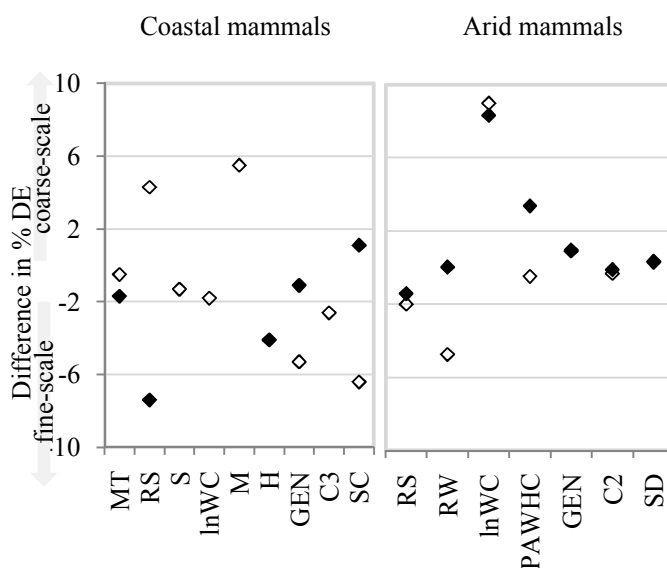 Coastal mammals
Arid mammals
Difference in % DE
fine-scale
coarse-scale
10
6
2
-2
-6
-10
MT
RS
S
lnWC
M
H
GEN
C3
SC
RS
RW
lnWC
PAWHC
GEN
C2
SD